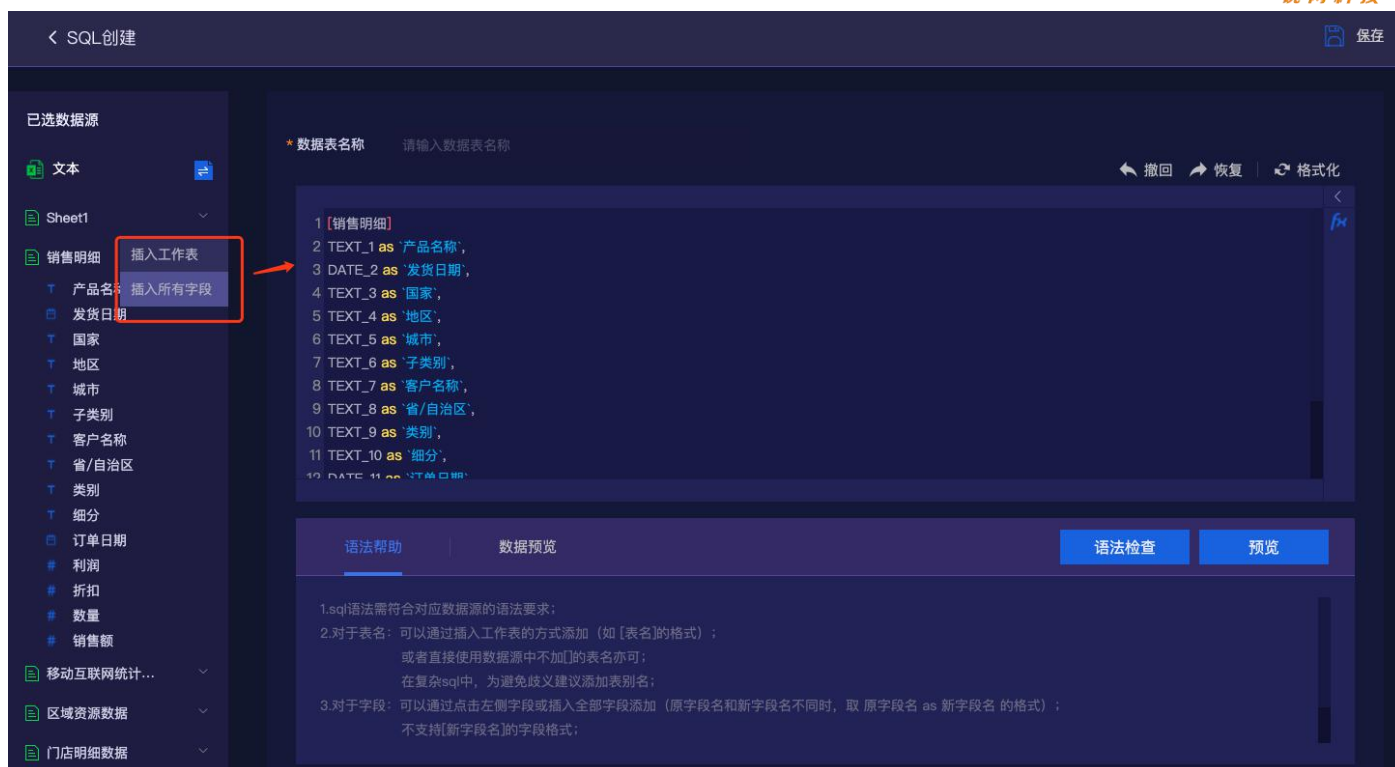 SQL创建
保存
已选数据源
文本
Sheet1
销售明细
插入工作表
插入所有字段
产品名
发货日期
国家
地区
城市
子类别
客户名称
省/自治区
类别
细分
订单日期
利润
折扣
数量
销售额
移动互联网统计...
区域资源数据
门店明细数据
* 数据表名称 请输入数据表名称
撤回 恢复 格式化
fx
1 [销售明细]
2 TEXT_1 as `产品名称`,
3 DATE_2 as `发货日期`,
4 TEXT_3 as `国家`,
5 TEXT_4 as `地区`,
6 TEXT_5 as `城市`,
7 TEXT_6 as `子类别`,
8 TEXT_7 as `客户名称`,
9 TEXT_8 as `省/自治区`,
10 TEXT_9 as `类别`,
11 TEXT_10 as `细分`,
12 DATE_11 as `订单日期`
语法帮助 数据预览 语法检查 预览
1.sql语法需符合对应数据源的语法要求;
2.对于表名：可以通过插入工作表的方式添加（如 [表名]的格式）;
或者直接使用数据源中不加[]的表名亦可;
在复杂sql中，为避免歧义建议添加表别名;
3.对于字段：可以通过点击左侧字段或插入全部字段添加（原字段名和新字段名不同时，取 原字段名 as 新字段名 的格式）;
不支持[新字段名]的字段格式;